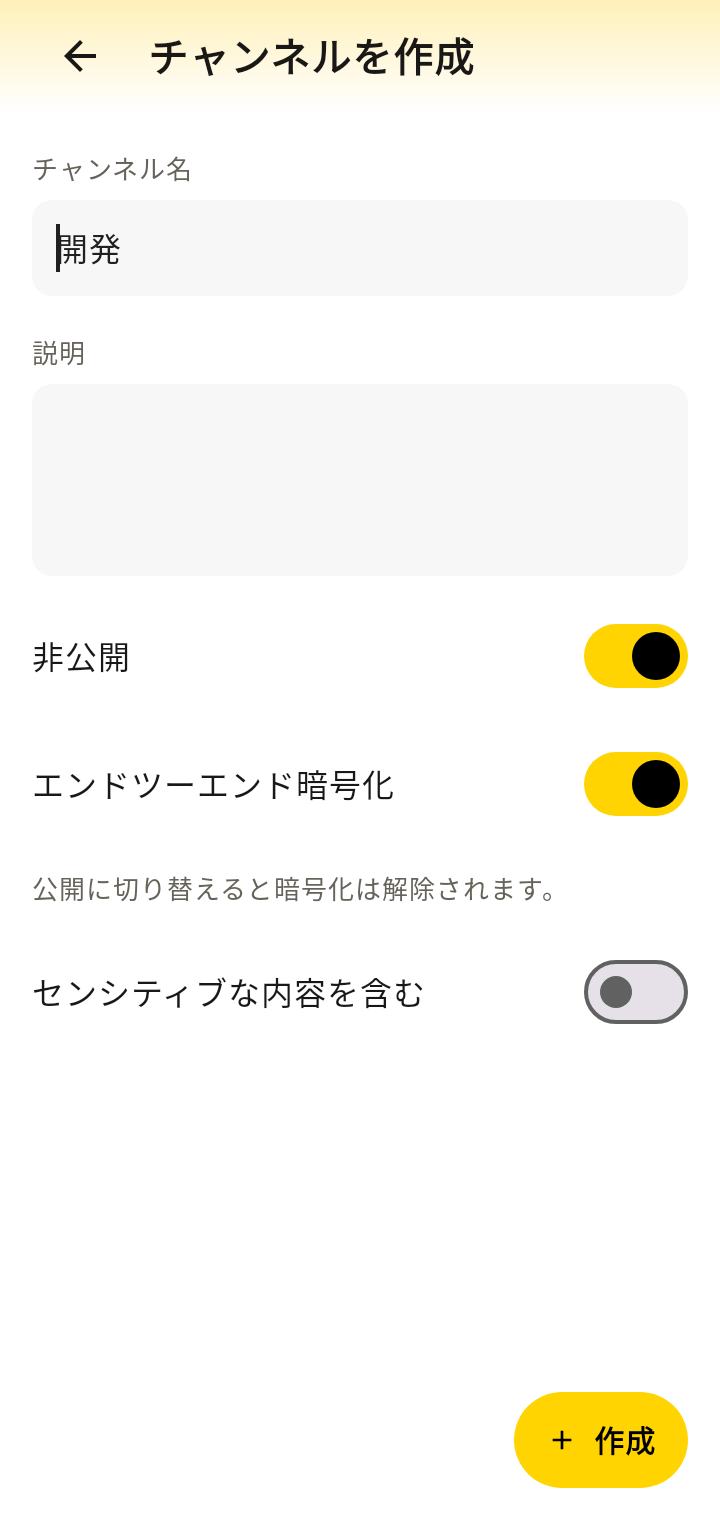 チャンネルを作成
チャンネル名
開発
説明
非公開
エンドツーエンド暗号化
公開に切り替えると暗号化は解除されます。
センシティブな内容を含む
+ 作成